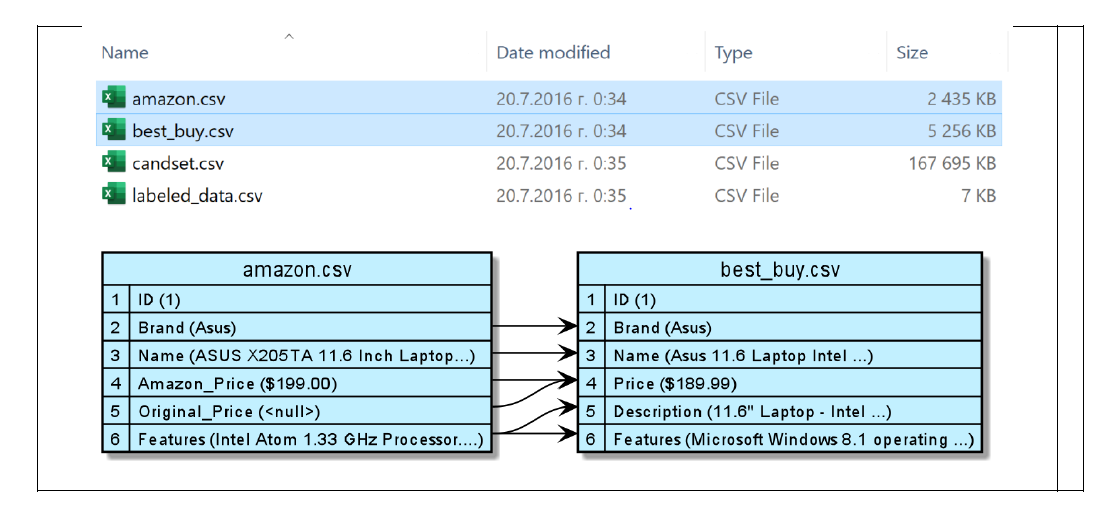 Name Date modified Type Size
amazon.csv 20.7.2016 г. 0:34 CSV File 2 435 KB
best_buy.csv 20.7.2016 г. 0:34 CSV File 5 256 KB
candset.csv 20.7.2016 г. 0:35 CSV File 167 695 KB
labeled_data.csv 20.7.2016 г. 0:35 CSV File 7 KB
amazon.csv
1 ID (1)
2 Brand (Asus)
3 Name (ASUS X205TA 11.6 Inch Laptop...)
4 Amazon_Price ($199.00)
5 Original_Price (<null>)
6 Features (Intel Atom 1.33 GHz Processor....)
best_buy.csv
1 ID (1)
2 Brand (Asus)
3 Name (Asus 11.6 Laptop Intel ...)
4 Price ($189.99)
5 Description (11.6" Laptop - Intel ...)
6 Features (Microsoft Windows 8.1 operating ...)